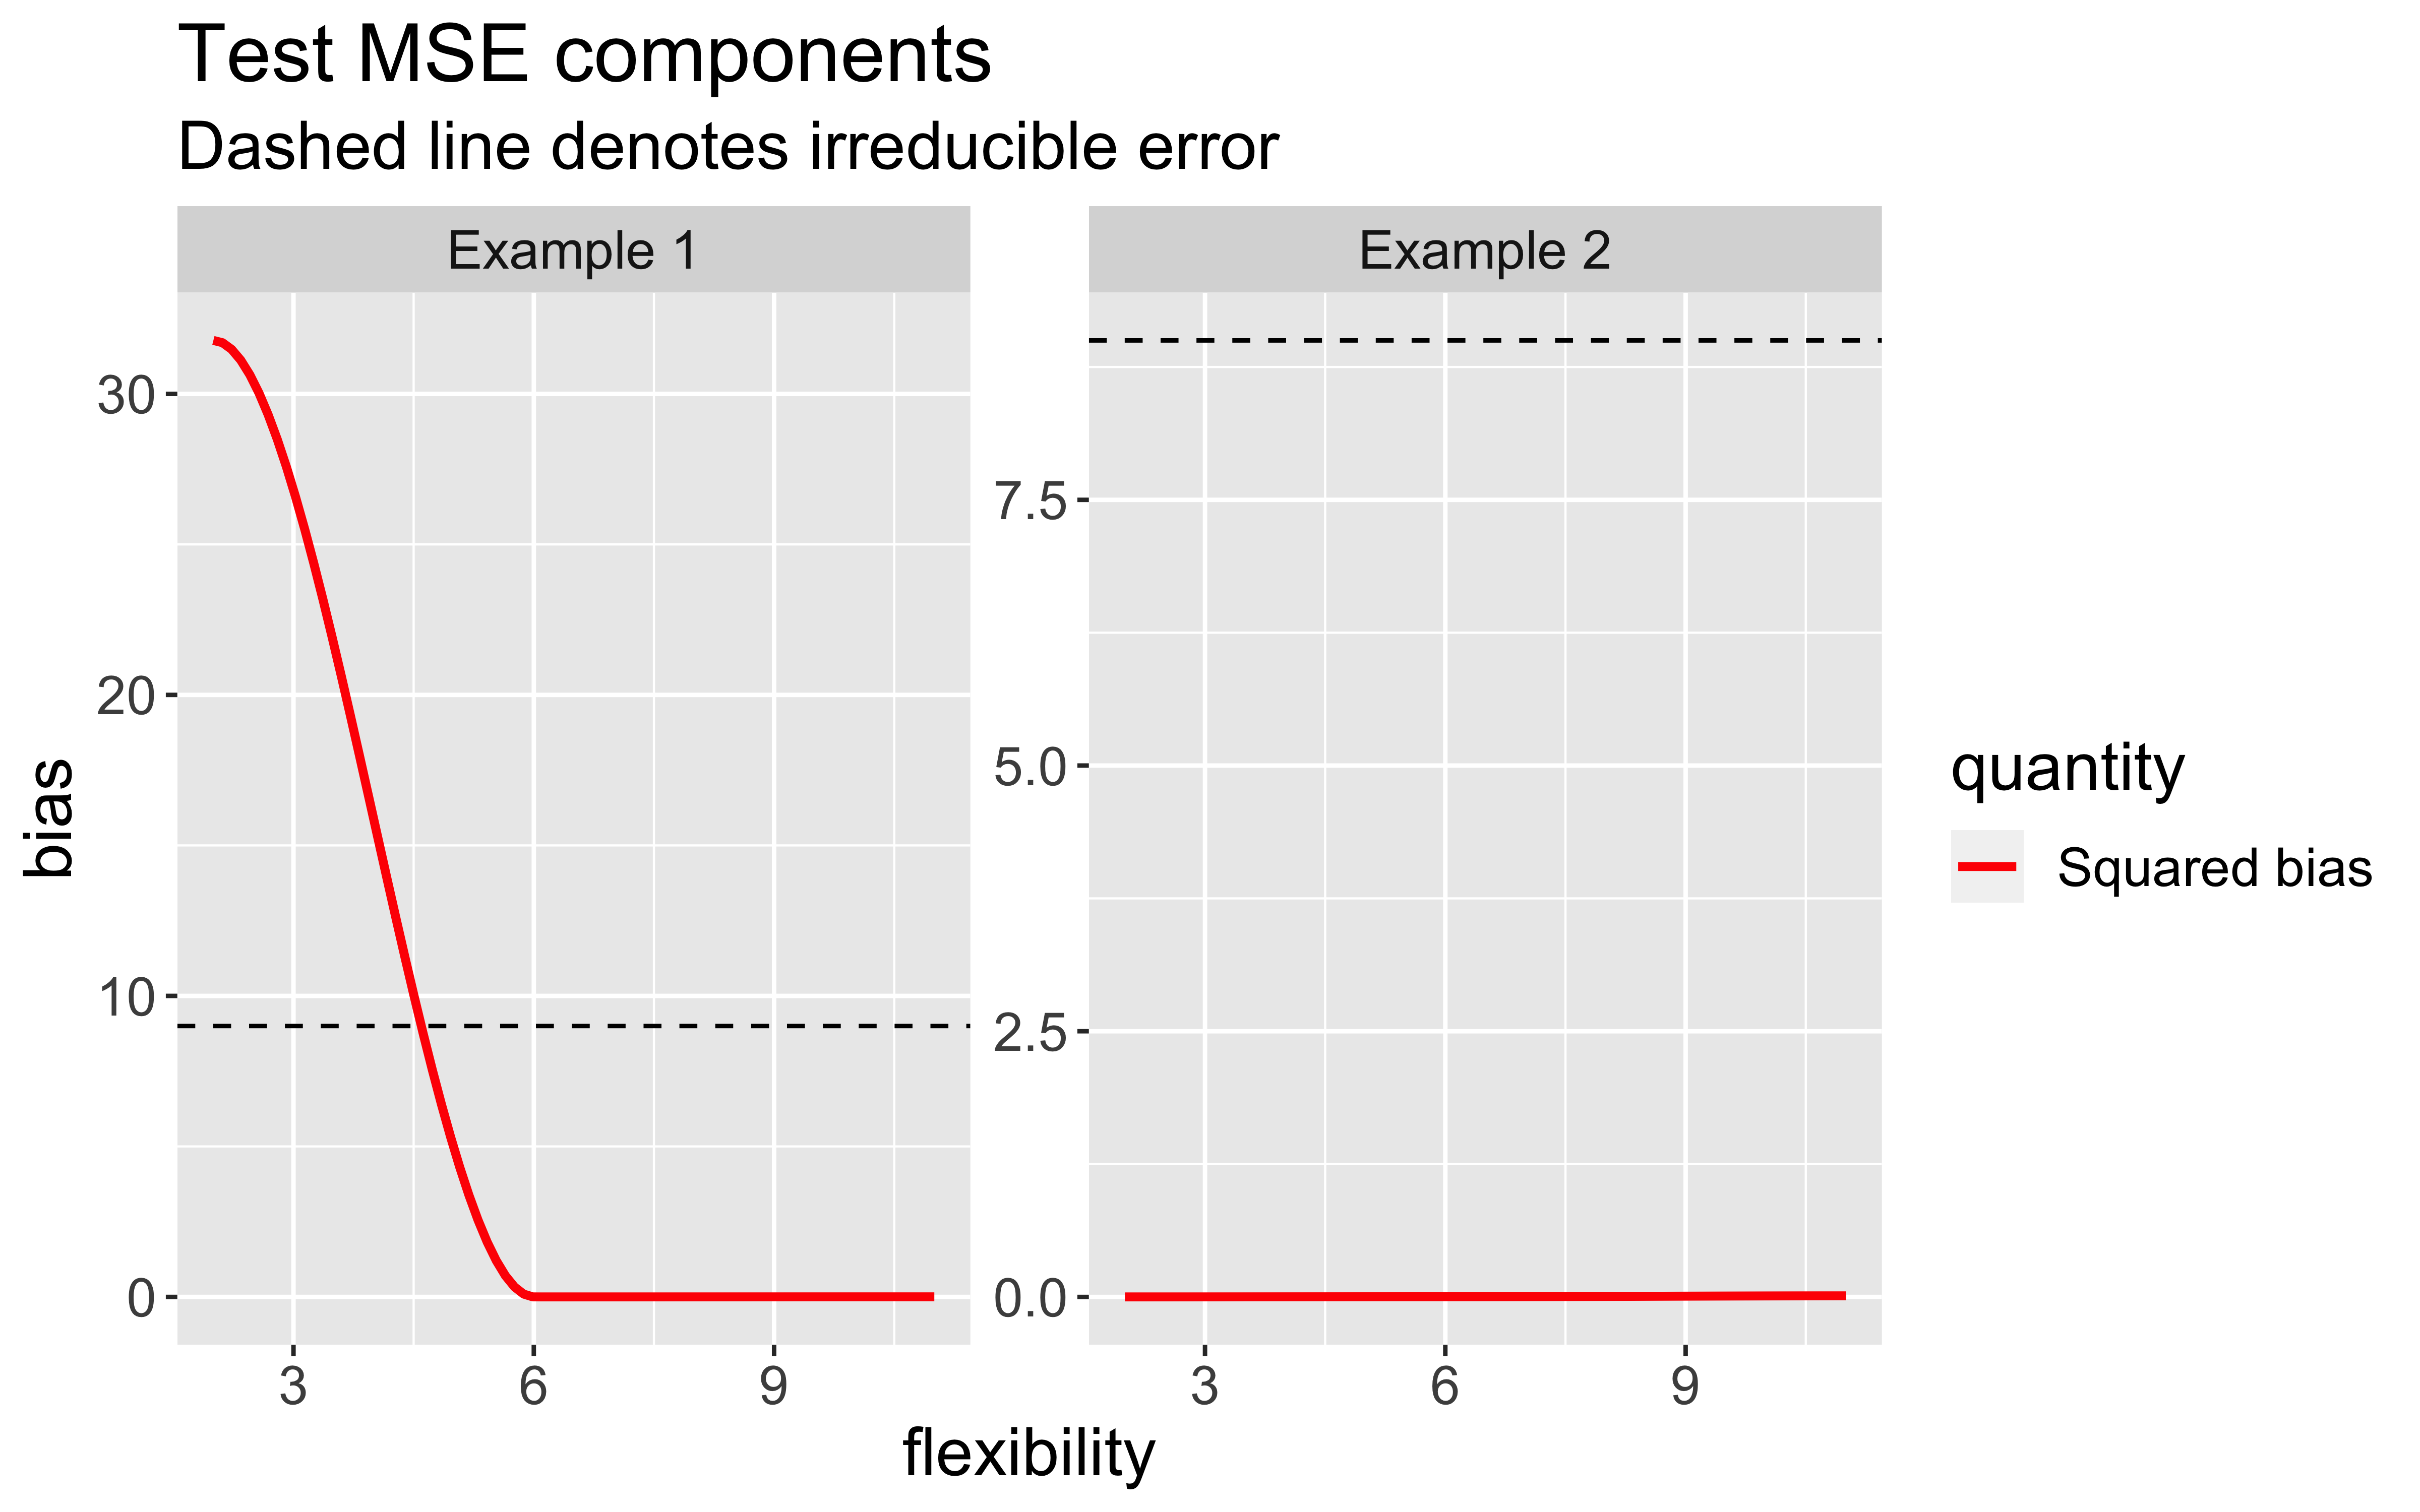 Test MSE components
Dashed line denotes irreducible error
Example 1
Example 2
bias
30
20
10
0
7.5
5.0
2.5
0.0
3
6
9
3
6
9
flexibility
quantity
Squared bias